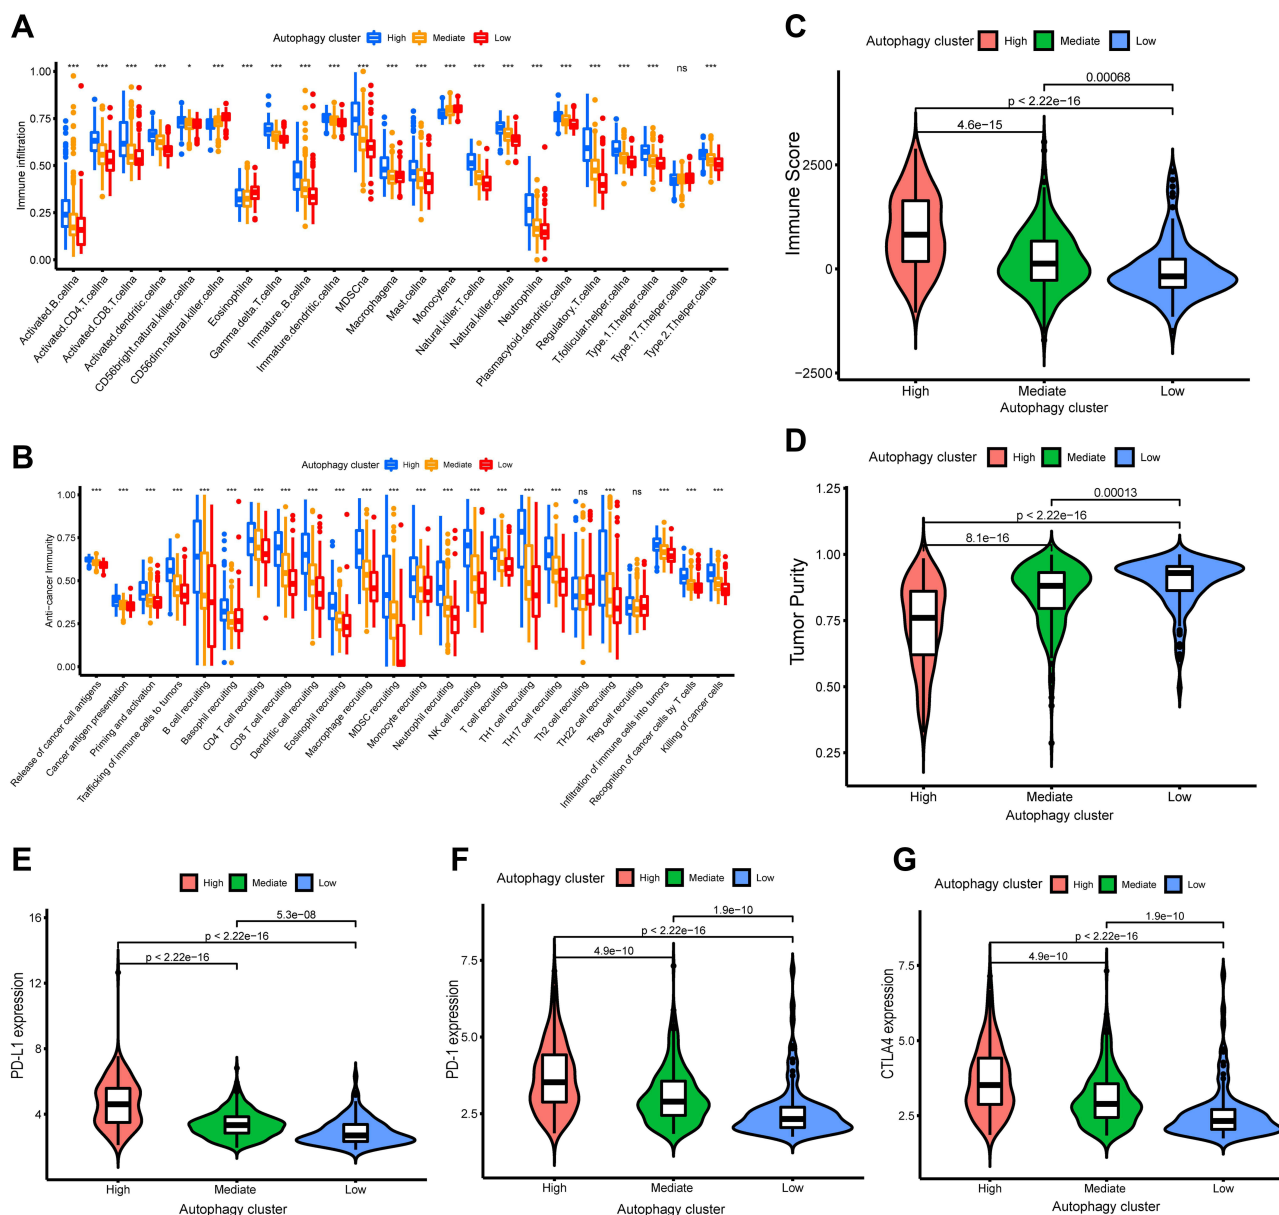 A
Autophagy cluster High Mediate Low
*** *** *** *** * *** *** *** *** *** *** *** *** *** *** *** *** *** *** *** *** ns ***
Immune infiltration
1.00
0.75
0.50
0.25
0.00
Activated.B.cellna
Activated.CD4.T.cellna
Activated.CD8.T.cellna
Activated.dendritic.cellna
CD56bright.natural.killer.cellna
CD56dim.natural.killer.cellna
Eosinophilna
Gamma.delta.T.cellna
Immature..B.cellna
Immature.dendritic.cellna
MDSCna
Macrophagena
Mast.cellna
Monocytena
Natural.killer.T.cellna
Natural.killer.cellna
Neutrophilna
Plasmacytoid.dendritic.cellna
Regulatory.T.cellna
T.follicular.helper.cellna
Type.1.T.helper.cellna
Type.17.T.helper.cellna
Type.2.T.helper.cellna
B
Autophagy cluster High Mediate Low
*** *** *** *** *** *** *** *** *** *** *** *** *** *** *** *** *** *** ns *** ns *** *** ***
Anti-cancer immunity
1.00
0.75
0.50
0.25
0.00
Release of cancer cell antigens
Cancer antigen presentation
Priming and activation
Trafficking of immune cells to tumors
B cell recruiting
Basophil recruiting
CD4 T cell recruiting
CD8 T cell recruiting
Dendritic cell recruiting
Eosinophil recruiting
Macrophage recruiting
MDSC recruiting
Monocyte recruiting
Neutrophil recruiting
NK cell recruiting
T cell recruiting
TH1 cell recruiting
TH17 cell recruiting
Th2 cell recruiting
TH22 cell recruiting
Treg cell recruiting
Infiltration of immune cells into tumors
Recognition of cancer cells by T cells
Killing of cancer cells
C
Autophagy cluster High Mediate Low
0.00068
p < 2.22e−16
4.6e−15
Immune Score
2500
0
−2500
High Mediate Low
Autophagy cluster
D
Autophagy cluster High Mediate Low
0.00013
p < 2.22e−16
8.1e−16
Tumor Purity
1.25
1.00
0.75
0.50
0.25
High Mediate Low
Autophagy cluster
E
High Mediate Low
5.3e−08
p < 2.22e−16
p < 2.22e−16
PD-L1 expression
16
12
8
4
High Mediate Low
Autophagy cluster
F
Autophagy cluster High Mediate Low
1.9e−10
p < 2.22e−16
4.9e−10
PD-1 expression
7.5
5.0
2.5
High Mediate Low
Autophagy cluster
G
Autophagy cluster High Mediate Low
1.9e−10
p < 2.22e−16
4.9e−10
CTLA4 expression
7.5
5.0
2.5
High Mediate Low
Autophagy cluster